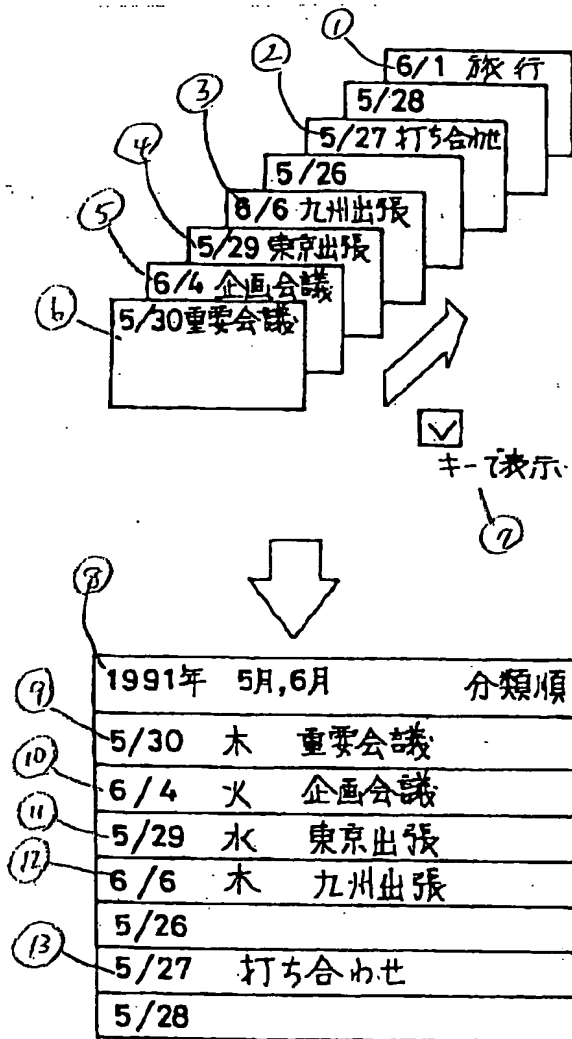 ① 6/1 旅行
② 5/28
5/27 打ち合わせ
③ 5/26
④ 6/6 九州出張
⑤ 5/29 東京出張
6/4 企画会議
⑥ 5/30重要会議
キーで表示
⑦
⑧
1991年 5月,6月 分類順
⑨ 5/30 木 重要会議
⑩ 6/4 火 企画会議
⑪ 5/29 水 東京出張
⑫ 6/6 木 九州出張
5/26
⑬ 5/27 打ち合わせ
5/28